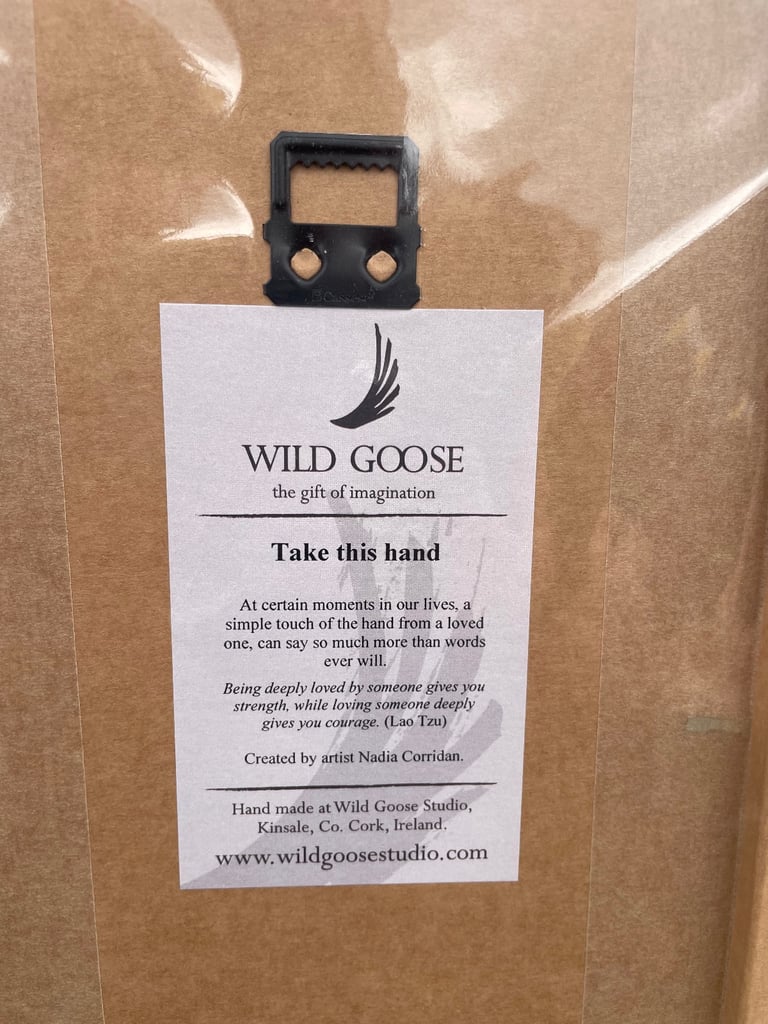 WILD GOOSE
the gift of imagination
Take this hand
At certain moments in our lives, a
simple touch of the hand from a loved
one, can say so much more than words
ever will.
Being deeply loved by someone gives you
strength, while loving someone deeply
gives you courage. (Lao Tzu)
Created by artist Nadia Corridan.
Hand made at Wild Goose Studio,
Kinsale, Co. Cork, Ireland.
www.wildgoosestudio.com